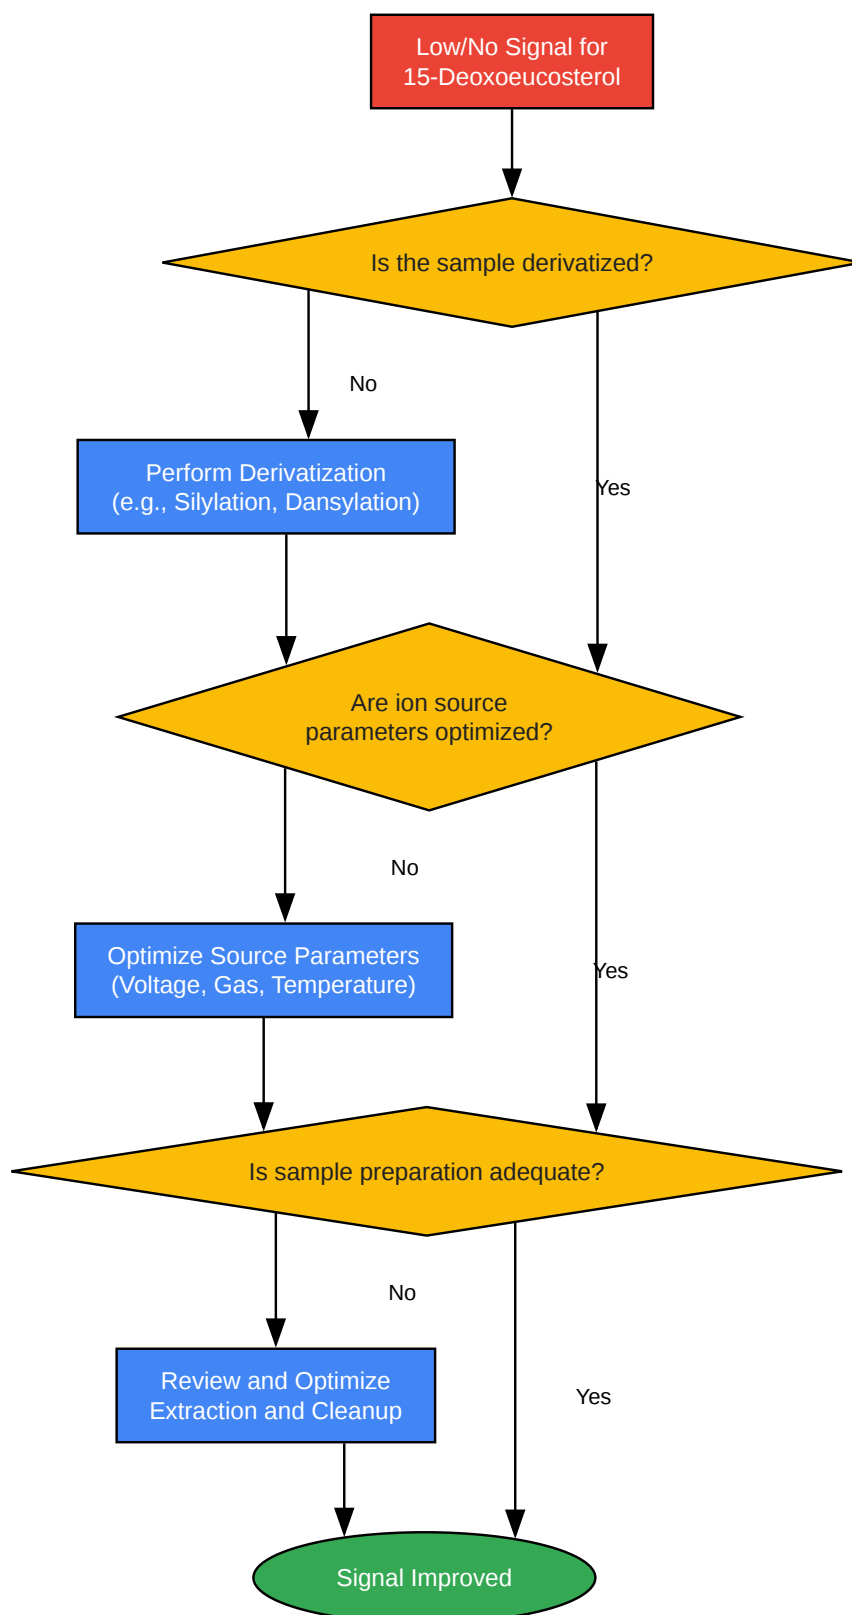 Low/No Signal for
15-Deoxoeucosterol
Is the sample derivatized?
No
Perform Derivatization
(e.g., Silylation, Dansylation)
Yes
Are ion source
parameters optimized?
No
Optimize Source Parameters
(Voltage, Gas, Temperature)
Yes
Is sample preparation adequate?
No
Review and Optimize
Extraction and Cleanup
Yes
Signal Improved